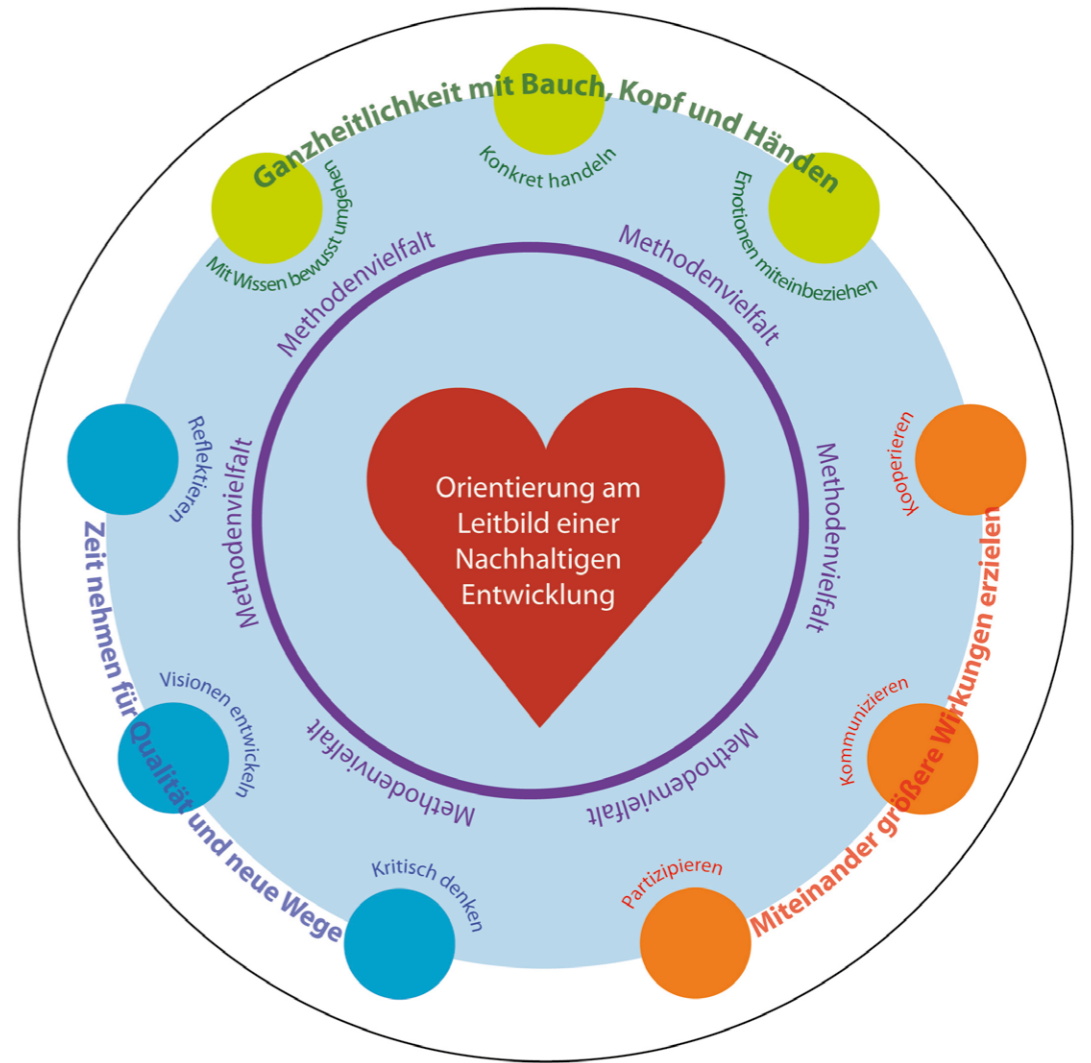 Ganzheitlichkeit mit Bauch, Kopf und Händen
Mit Wissen bewusst umgehen
Konkret handeln
Emotionen miteinbeziehen
Methodenvielfalt
Methodenvielfalt
Reflektieren
Kooperieren
Methodenvielfalt
Methodenvielfalt
Orientierung am
Leitbild einer
Nachhaltigen
Entwicklung
Zeit nehmen für Qualität und neue Wege
Miteinander größere Wirkungen erzielen
Visionen entwickeln
Kommunizieren
Methodenvielfalt
Methodenvielfalt
Kritisch denken
Partizipieren